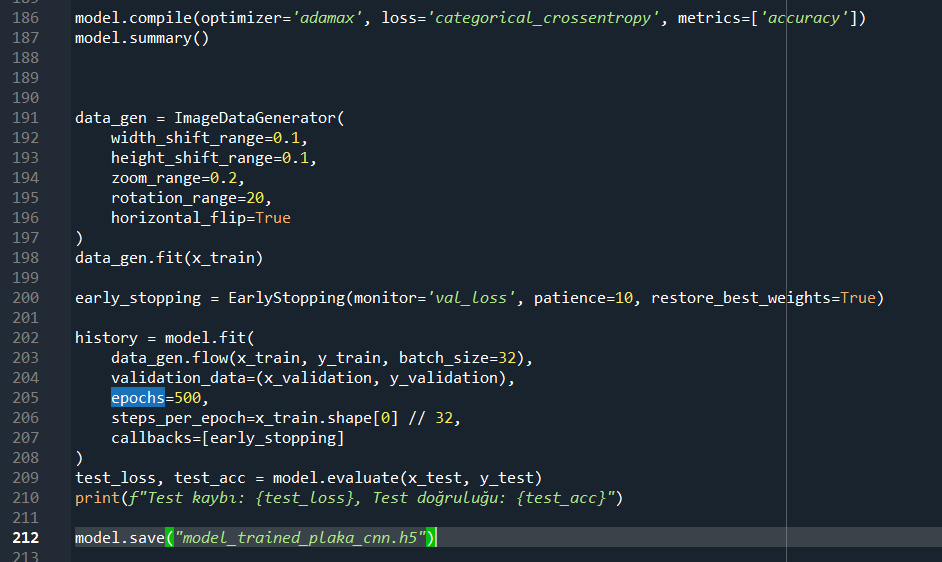 186 model.compile(optimizer='adamax', loss='categorical_crossentropy', metrics=['accuracy'])
187 model.summary()
188
189
190
191 data_gen = ImageDataGenerator(
192     width_shift_range=0.1,
193     height_shift_range=0.1,
194     zoom_range=0.2,
195     rotation_range=20,
196     horizontal_flip=True
197 )
198 data_gen.fit(x_train)
199
200 early_stopping = EarlyStopping(monitor='val_loss', patience=10, restore_best_weights=True)
201
202 history = model.fit(
203     data_gen.flow(x_train, y_train, batch_size=32),
204     validation_data=(x_validation, y_validation),
205     epochs=500,
206     steps_per_epoch=x_train.shape[0] // 32,
207     callbacks=[early_stopping]
208 )
209 test_loss, test_acc = model.evaluate(x_test, y_test)
210 print(f"Test kaybı: {test_loss}, Test doğruluğu: {test_acc}")
211
212 model.save("model_trained_plaka_cnn.h5")
213